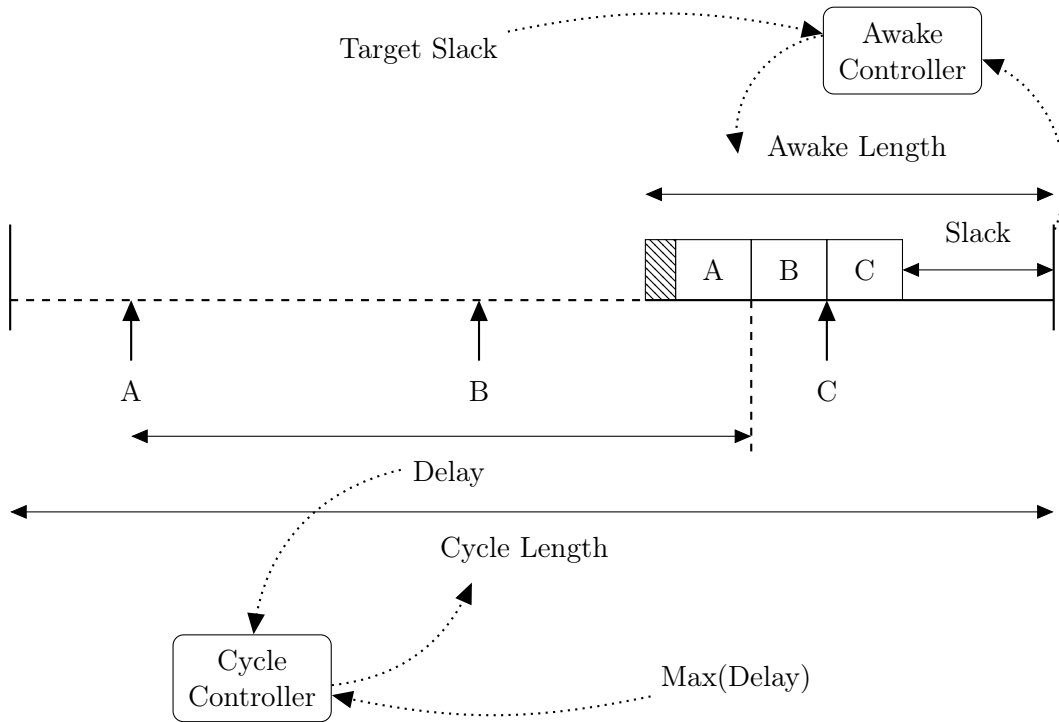 Target Slack
Awake
Controller
Awake Length
Slack
A
B
C
A
B
C
Delay
Cycle Length
Cycle
Controller
Max(Delay)